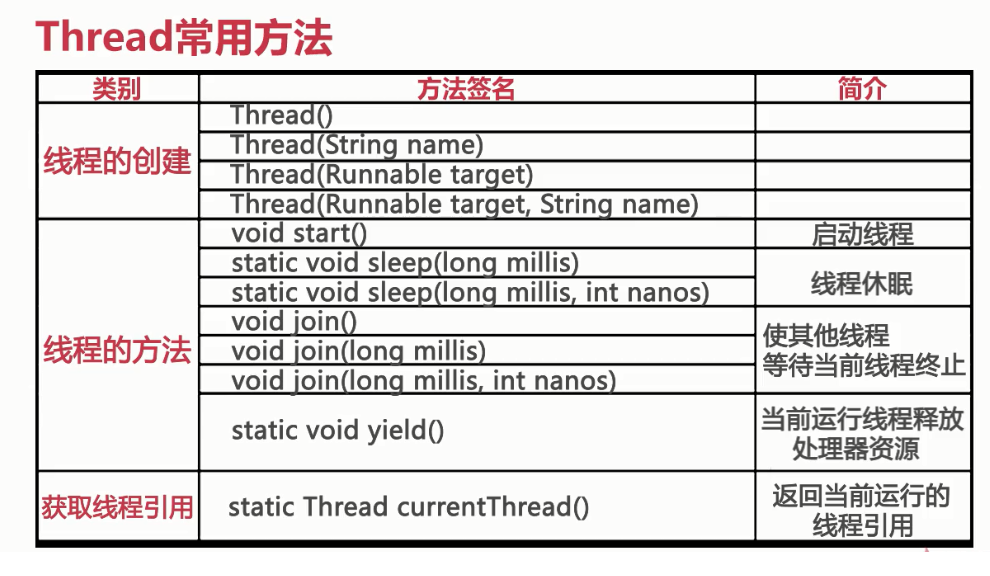 Thread常用方法
类别 方法签名 简介
线程的创建
Thread()
Thread(String name)
Thread(Runnable target)
Thread(Runnable target, String name)
线程的方法
void start()
启动线程
static void sleep(long millis)
static void sleep(long millis, int nanos)
线程休眠
void join()
void join(long millis)
void join(long millis, int nanos)
使其他线程
等待当前线程终止
static void yield()
当前运行线程释放
处理器资源
获取线程引用
static Thread currentThread()
返回当前运行的
线程引用